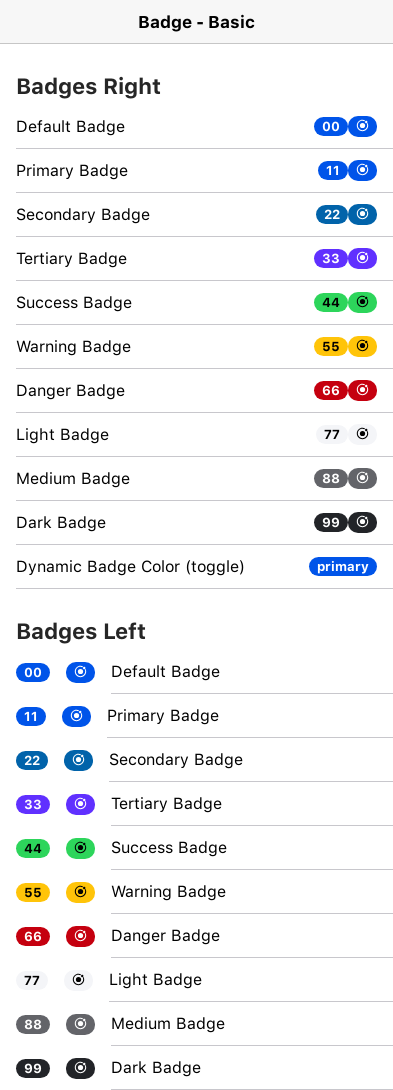 Badge - Basic
Badges Right
Default Badge 00
Primary Badge 11
Secondary Badge 22
Tertiary Badge 33
Success Badge 44
Warning Badge 55
Danger Badge 66
Light Badge 77
Medium Badge 88
Dark Badge 99
Dynamic Badge Color (toggle) primary
Badges Left
00 Default Badge
11 Primary Badge
22 Secondary Badge
33 Tertiary Badge
44 Success Badge
55 Warning Badge
66 Danger Badge
77 Light Badge
88 Medium Badge
99 Dark Badge